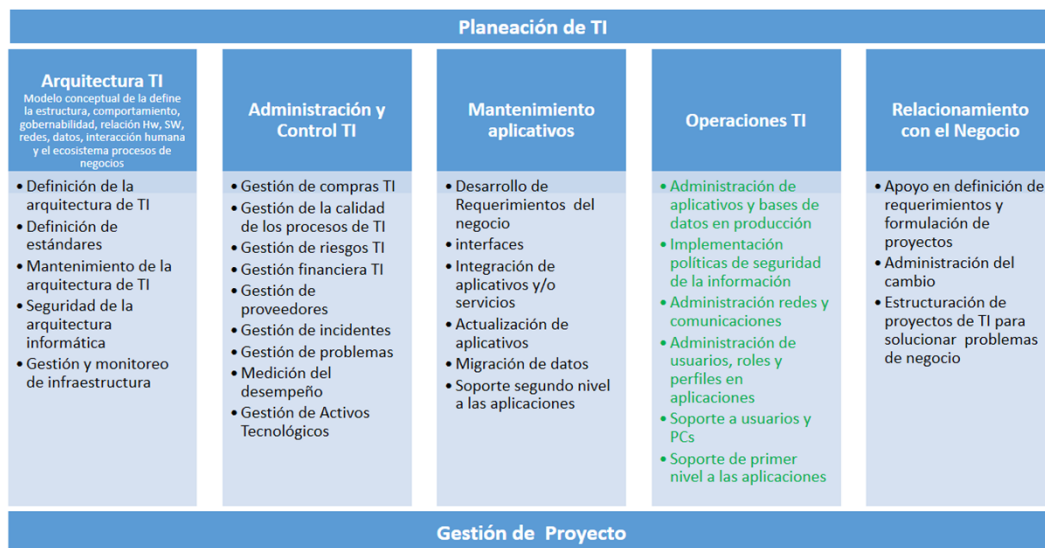 Planeación de TI
Arquitectura TI
Modelo conceptual de la define
la estructura, comportamiento,
gobernabilidad, relación Hw, SW,
redes, datos, interacción humana
y el ecosistema procesos de
negocios
• Definición de la
arquitectura de TI
• Definición de
estándares
• Mantenimiento de la
arquitectura de TI
• Seguridad de la
arquitectura
informática
• Gestión y monitoreo
de infraestructura
Administración y
Control TI
• Gestión de compras TI
• Gestión de la calidad
de los procesos de TI
• Gestión de riesgos TI
• Gestión financiera TI
• Gestión de
proveedores
• Gestión de incidentes
• Gestión de problemas
• Medición del
desempeño
• Gestión de Activos
Tecnológicos
Mantenimiento
aplicativos
• Desarrollo de
Requerimientos del
negocio
• interfaces
• Integración de
aplicativos y/o
servicios
• Actualización de
aplicativos
• Migración de datos
• Soporte segundo nivel
a las aplicaciones
Operaciones TI
• Administración de
aplicativos y bases de
datos en producción
• Implementación
políticas de seguridad
de la información
• Administración redes y
comunicaciones
• Administración de
usuarios, roles y
perfiles en
aplicaciones
• Soporte a usuarios y
PCs
• Soporte de primer
nivel a las aplicaciones
Relacionamiento
con el Negocio
• Apoyo en definición de
requerimientos y
formulación de
proyectos
• Administración del
cambio
• Estructuración de
proyectos de TI para
solucionar problemas
de negocio
Gestión de Proyecto